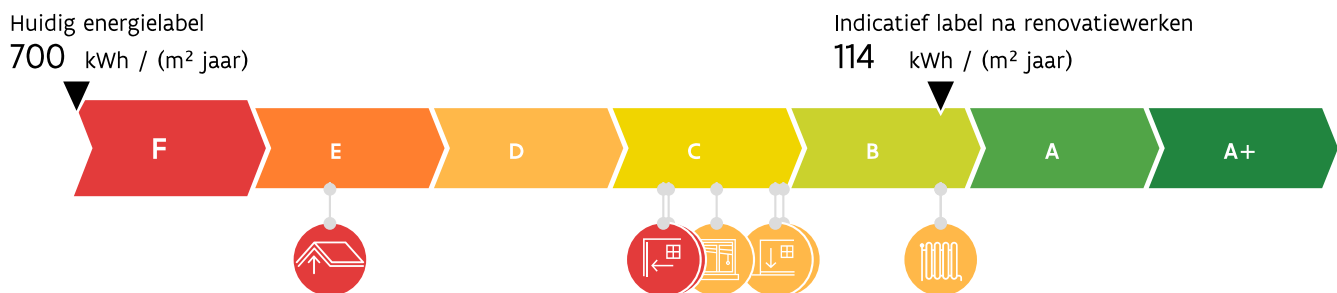 Huidig energielabel
700 kWh / (m² jaar)
Indicatief label na renovatiewerken
114 kWh / (m² jaar)
F E D C B A A+